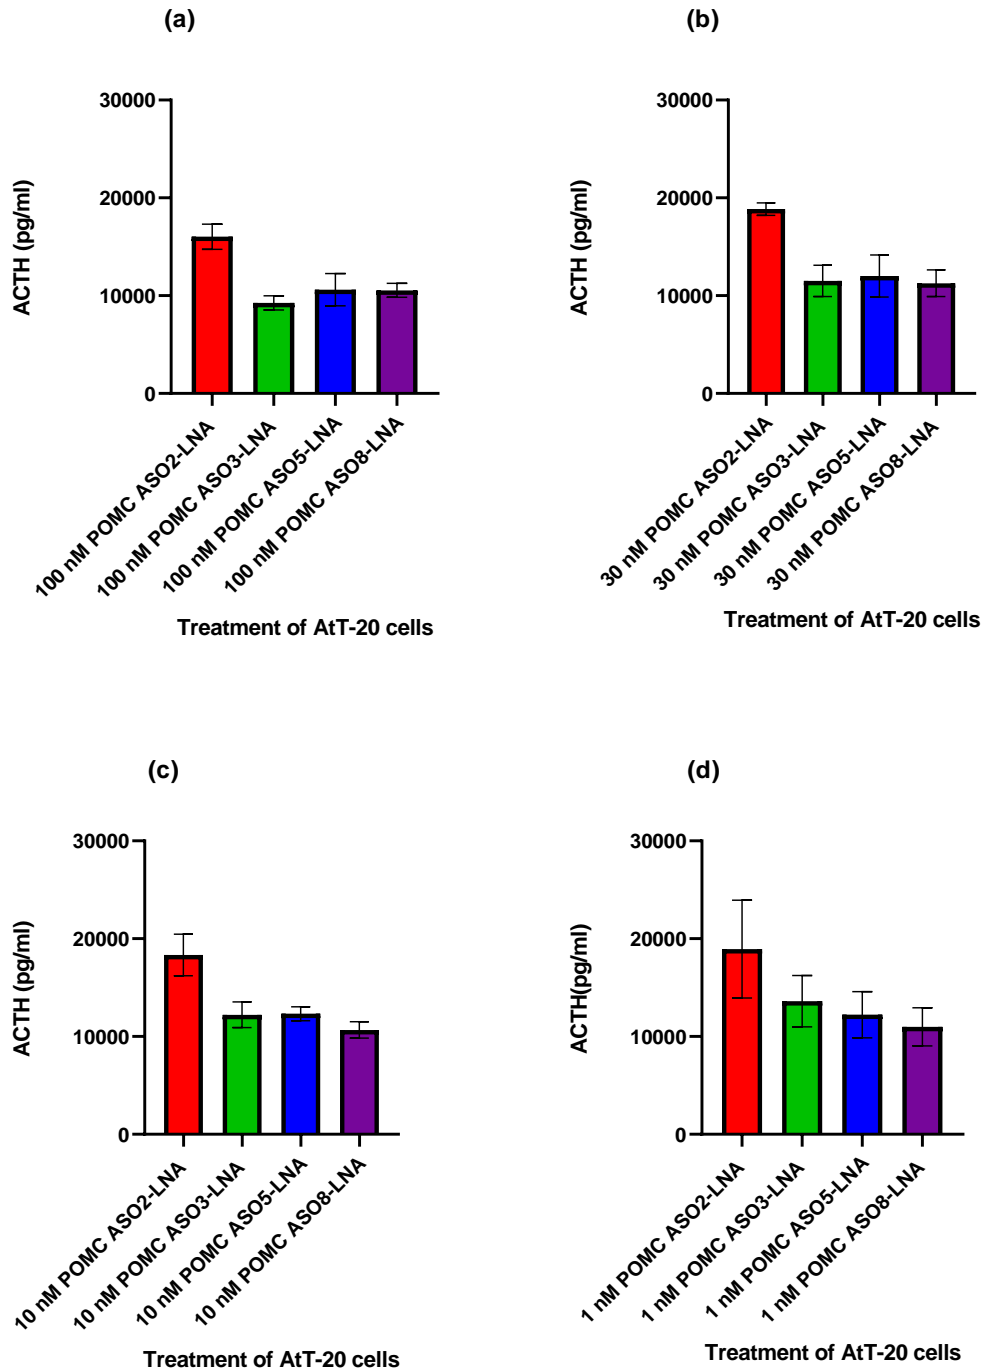 (a)
30000
20000
10000
0
ACTH (pg/ml)
100 nM POMC ASO2-LNA
100 nM POMC ASO3-LNA
100 nM POMC ASO5-LNA
100 nM POMC ASO8-LNA
Treatment of AtT-20 cells
(b)
30000
20000
10000
0
ACTH (pg/ml)
30 nM POMC ASO2-LNA
30 nM POMC ASO3-LNA
30 nM POMC ASO5-LNA
30 nM POMC ASO8-LNA
Treatment of AtT-20 cells
(c)
30000
20000
10000
0
ACTH (pg/ml)
10 nM POMC ASO2-LNA
10 nM POMC ASO3-LNA
10 nM POMC ASO5-LNA
10 nM POMC ASO8-LNA
Treatment of AtT-20 cells
(d)
30000
20000
10000
0
ACTH(pg/ml)
1 nM POMC ASO2-LNA
1 nM POMC ASO3-LNA
1 nM POMC ASO5-LNA
1 nM POMC ASO8-LNA
Treatment of AtT-20 cells